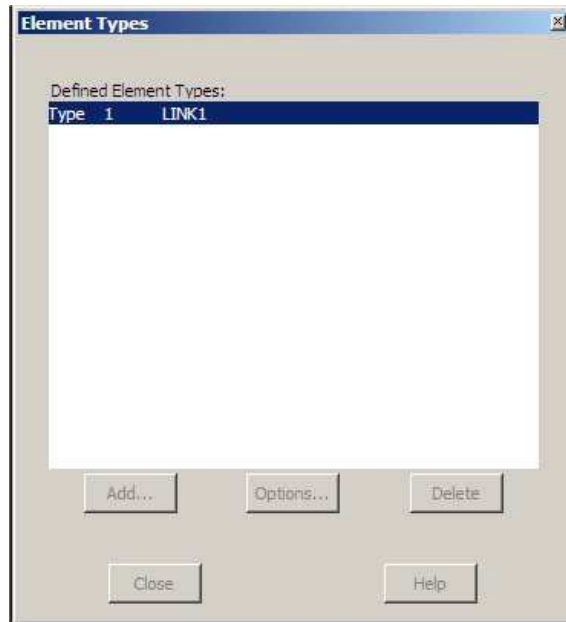 Element Types
Defined Element Types:
Type 1 LINK1
Add... Options... Delete
Close Help